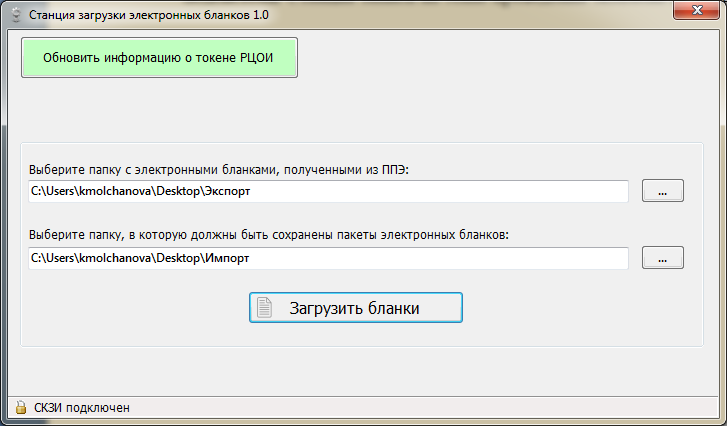 Станция загрузки электронных бланков 1.0
Обновить информацию о токене РЦОИ
Выберите папку с электронными бланками, полученными из ППЭ:
C:\Users\kmolchanova\Desktop\Экспорт
...
Выберите папку, в которую должны быть сохранены пакеты электронных бланков:
C:\Users\kmolchanova\Desktop\Импорт
...
Загрузить бланки
СКЗИ подключен